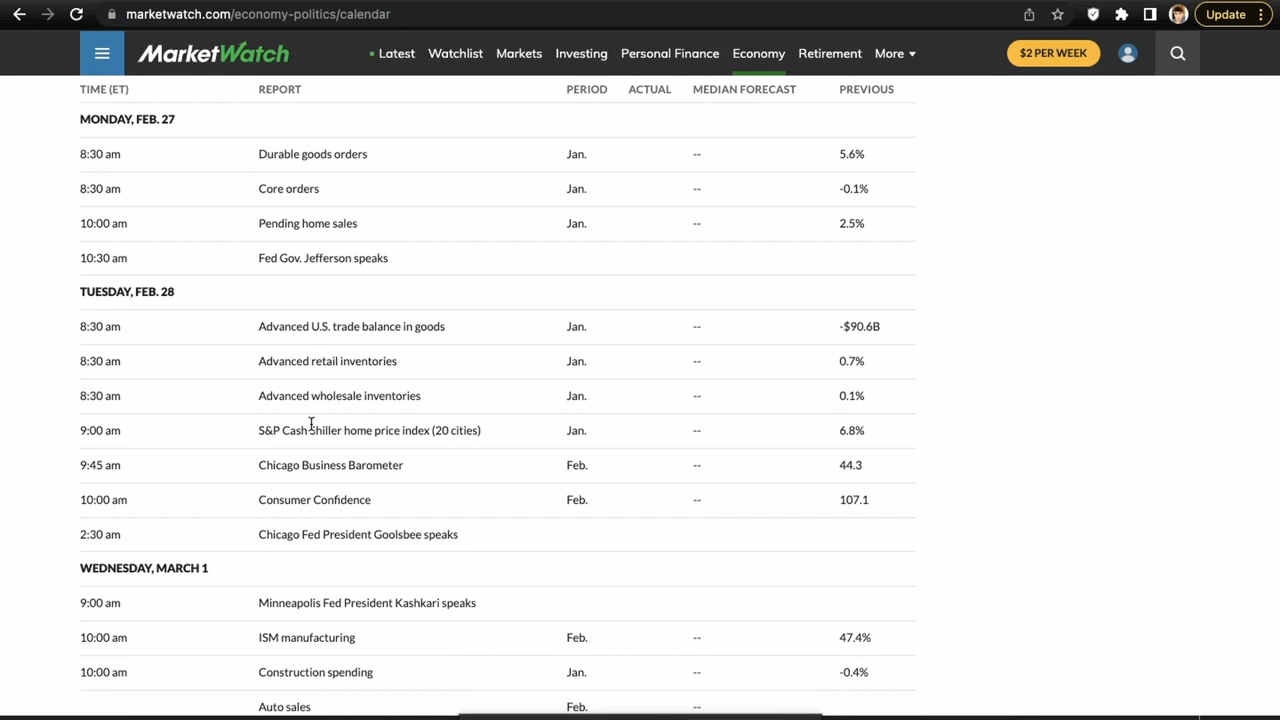 marketwatch.com/economy-politics/calendar Update
MarketWatch Latest Watchlist Markets Investing Personal Finance Economy Retirement More $2 PER WEEK
TIME (ET) REPORT PERIOD ACTUAL MEDIAN FORECAST PREVIOUS
MONDAY, FEB. 27
8:30 am Durable goods orders Jan. -- 5.6%
8:30 am Core orders Jan. -- -0.1%
10:00 am Pending home sales Jan. -- 2.5%
10:30 am Fed Gov. Jefferson speaks
TUESDAY, FEB. 28
8:30 am Advanced U.S. trade balance in goods Jan. -- -$90.6B
8:30 am Advanced retail inventories Jan. -- 0.7%
8:30 am Advanced wholesale inventories Jan. -- 0.1%
9:00 am S&P Cash-Shiller home price index (20 cities) Jan. -- 6.8%
9:45 am Chicago Business Barometer Feb. -- 44.3
10:00 am Consumer Confidence Feb. -- 107.1
2:30 am Chicago Fed President Goolsbee speaks
WEDNESDAY, MARCH 1
9:00 am Minneapolis Fed President Kashkari speaks
10:00 am ISM manufacturing Feb. -- 47.4%
10:00 am Construction spending Jan. -- -0.4%
Auto sales Feb. --